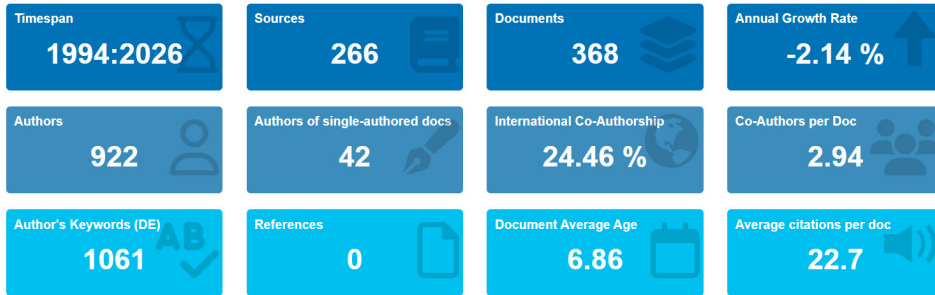 Timespan
1994:2026
Sources
266
Documents
368
Annual Growth Rate
-2.14 %
Authors
922
Authors of single-authored docs
42
International Co-Authorship
24.46 %
Co-Authors per Doc
2.94
Author's Keywords (DE)
AB
1061
References
0
Document Average Age
6.86
Average citations per doc
22.7